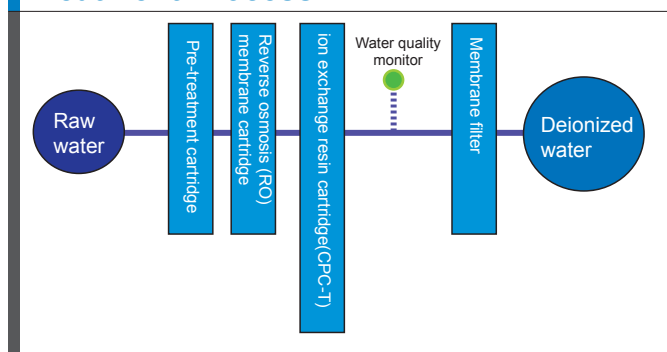 Raw
water
Pre-treatment cartridge
Reverse osmosis (RO)
membrane cartridge
ion exchange resin cartridge(CPC-T)
Water quality
monitor
Membrane filter
Deionized
water